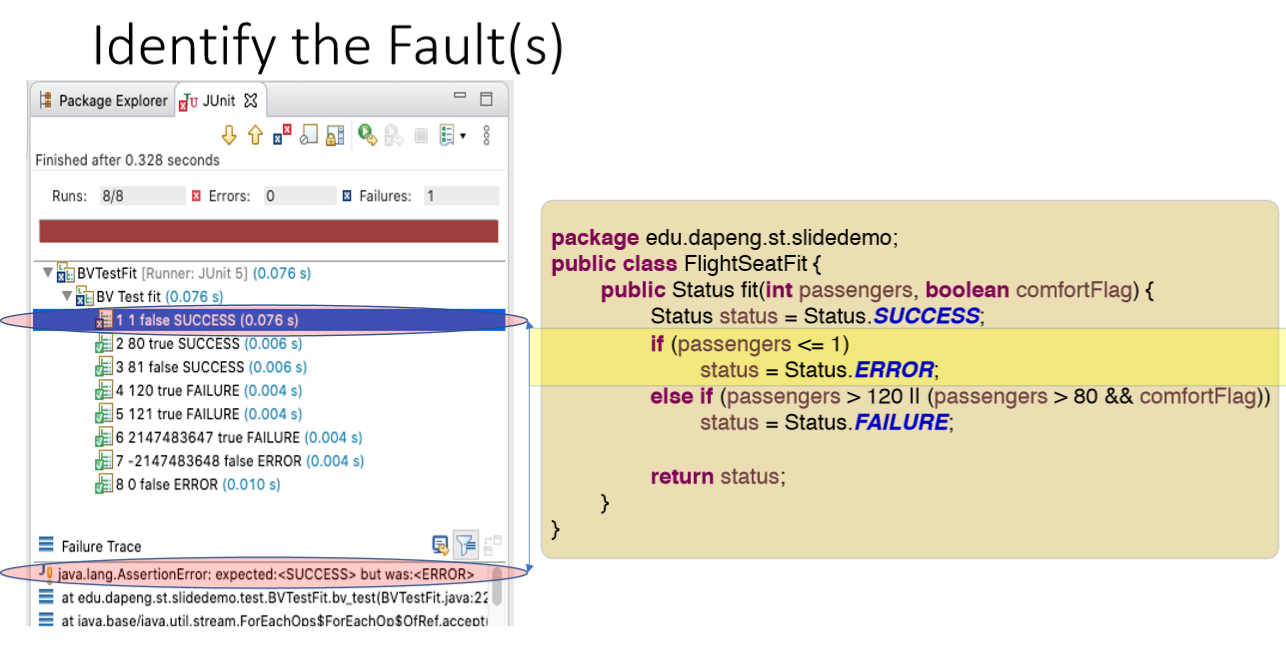 Identify the Fault(s)
Package Explorer JUnit
Finished after 0.328 seconds
Runs: 8/8 Errors: 0 Failures: 1
BVTestFit [Runner: JUnit 5] (0.076 s)
BV Test fit (0.076 s)
1 1 false SUCCESS (0.076 s)
2 80 true SUCCESS (0.006 s)
3 81 false SUCCESS (0.006 s)
4 120 true FAILURE (0.004 s)
5 121 true FAILURE (0.004 s)
6 2147483647 true FAILURE (0.004 s)
7 -2147483648 false ERROR (0.004 s)
8 0 false ERROR (0.010 s)
Failure Trace
java.lang.AssertionError: expected:<SUCCESS> but was:<ERROR>
at edu.dapeng.st.slidedemo.test.BVTestFit.bv_test(BVTestFit.java:22
at java.base/java.util.stream.ForEachOps$ForEachOp$OfRef.accept(
package edu.dapeng.st.slidedemo;
public class FlightSeatFit {
public Status fit(int passengers, boolean comfortFlag) {
Status status = Status.SUCCESS;
if (passengers <= 1)
status = Status.ERROR;
else if (passengers > 120 || (passengers > 80 && comfortFlag))
status = Status.FAILURE;
return status;
}
}